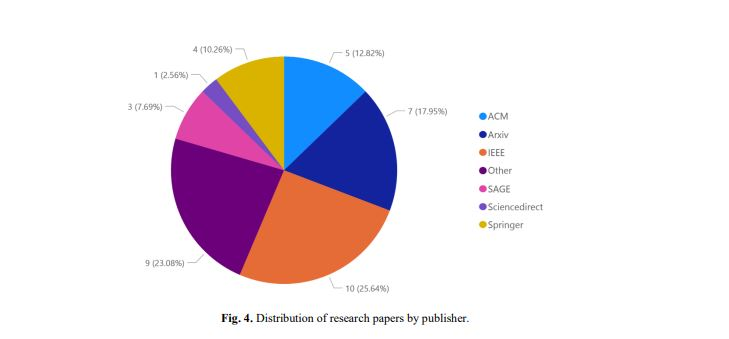 4 (10.26%)
5 (12.82%)
1 (2.56%)
3 (7.69%)
7 (17.95%)
9 (23.08%)
10 (25.64%)
ACM
Arxiv
IEEE
Other
SAGE
Sciencedirect
Springer
Fig. 4. Distribution of research papers by publisher.